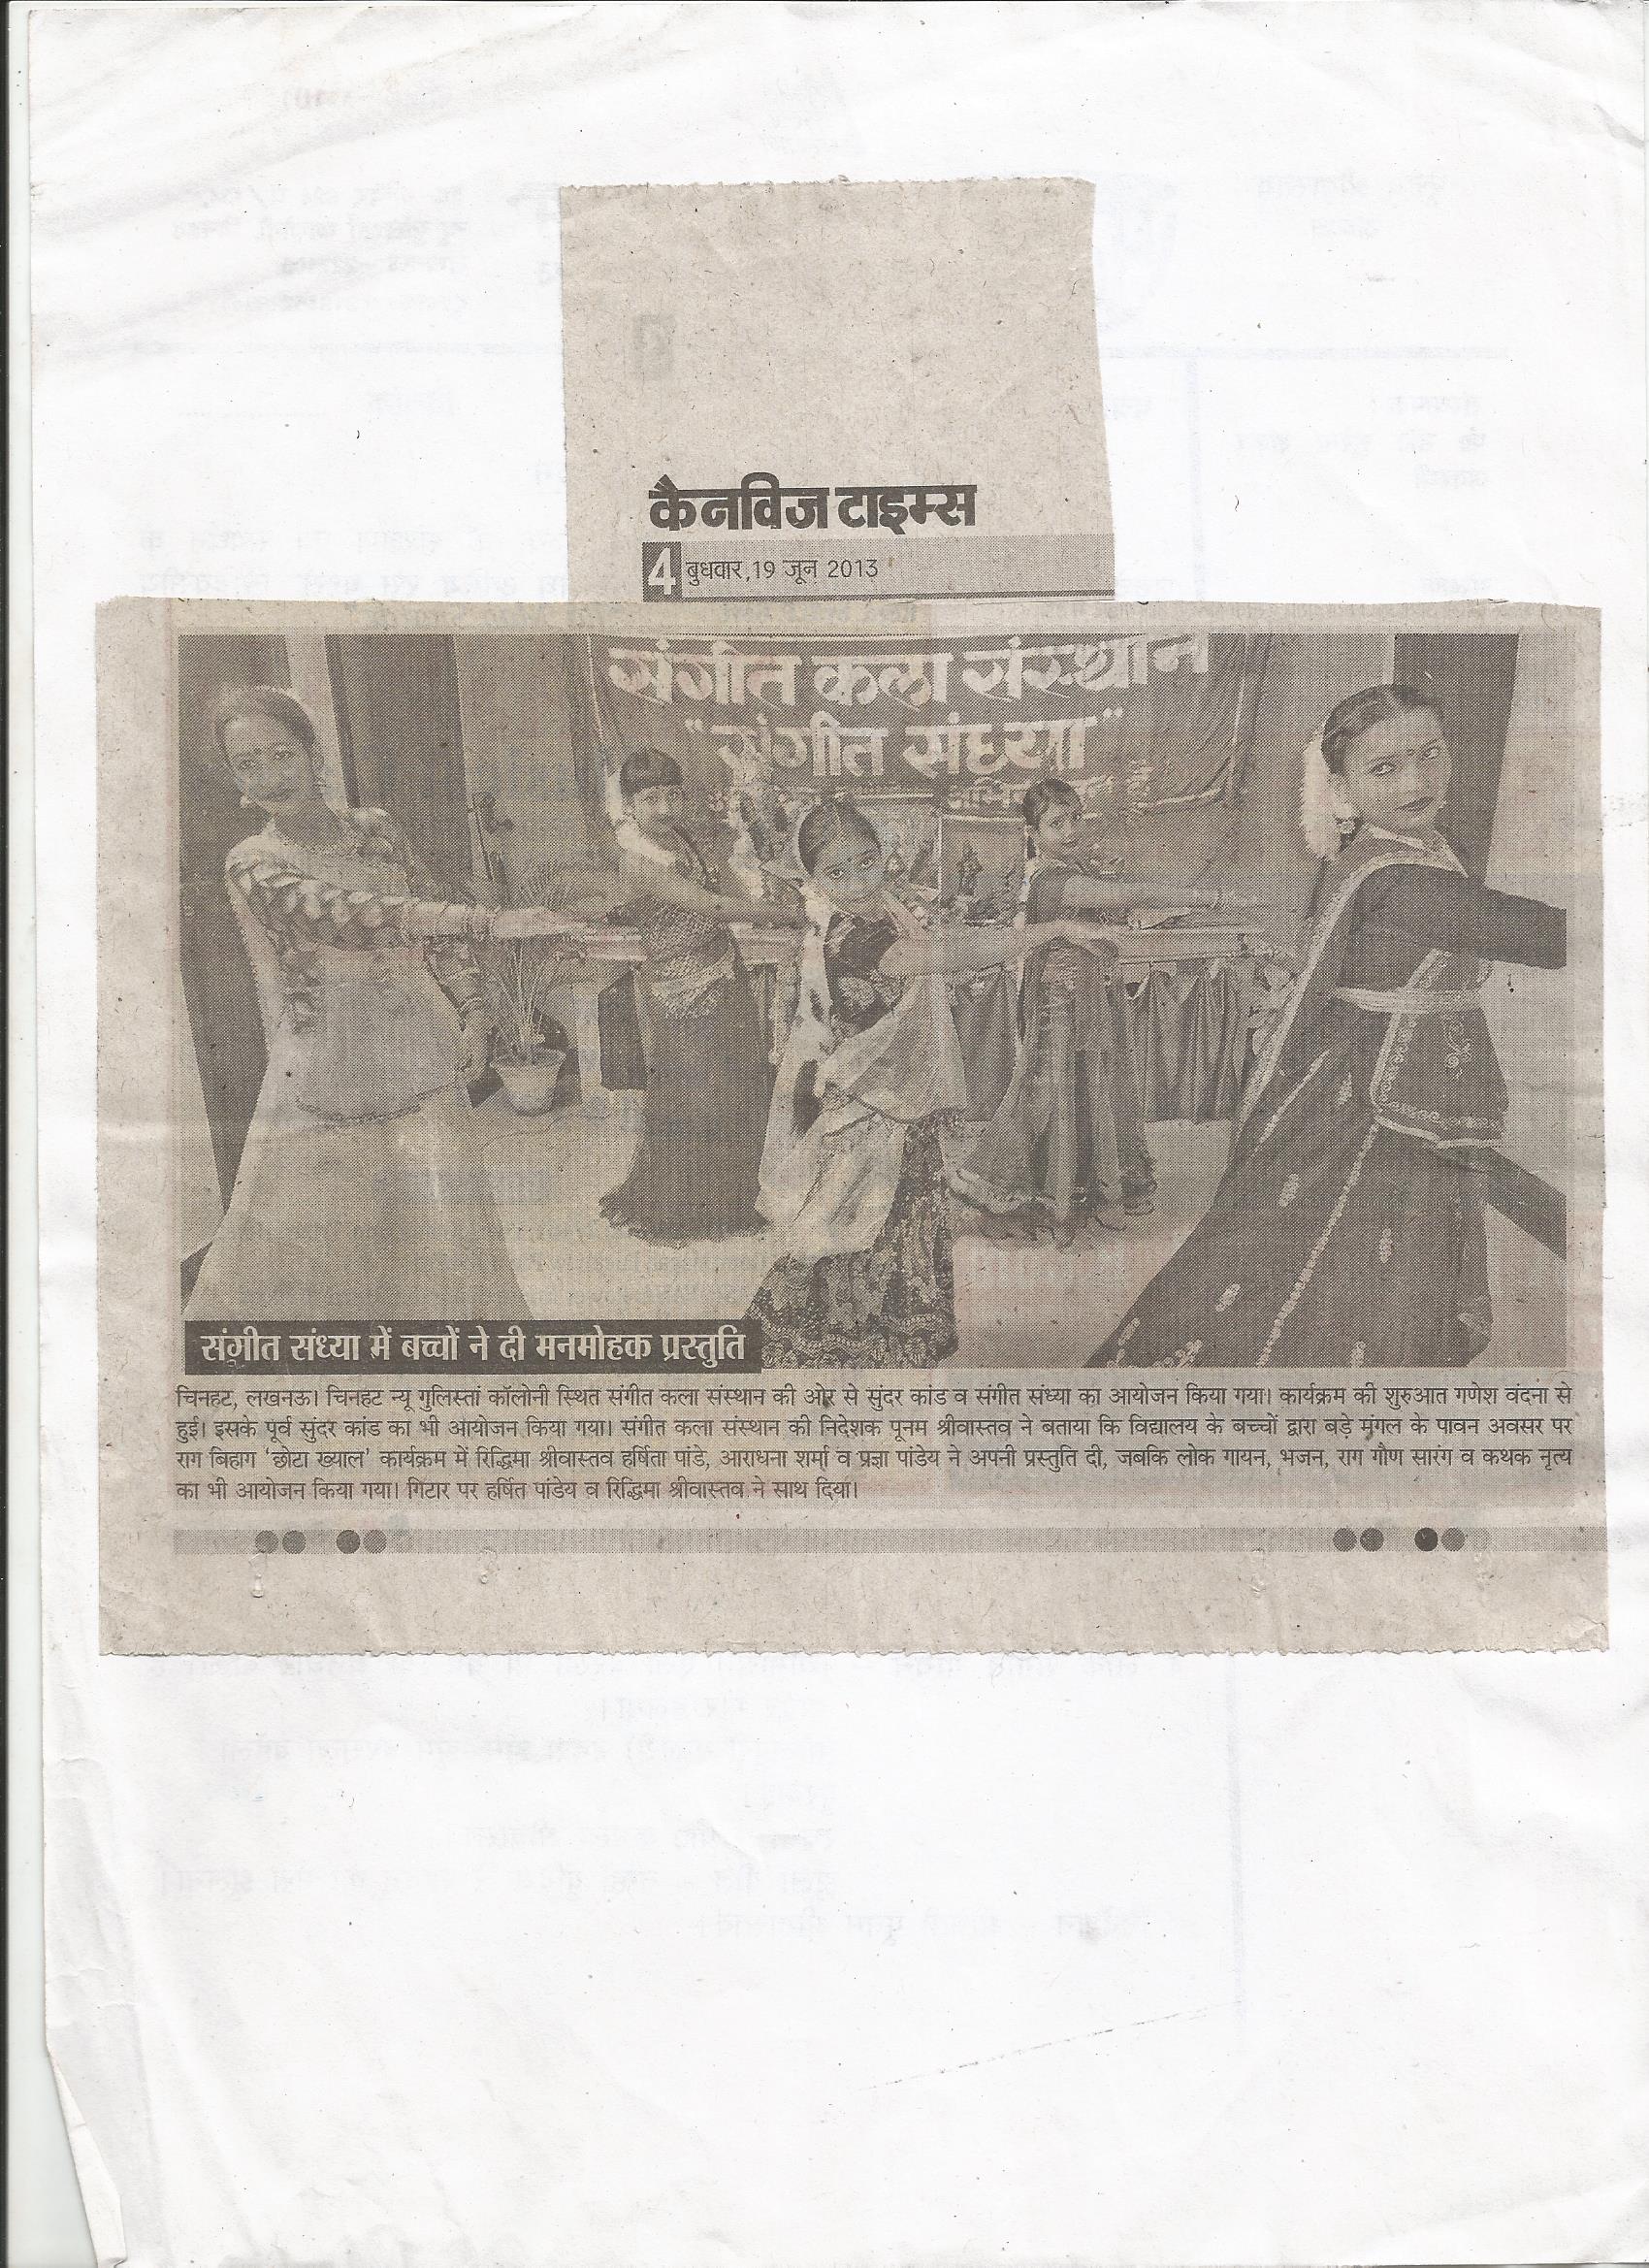 कैनविज टाइम्स
4 बुधवार,19 जून 2013
संगीत कला संस्थान
"संगीत संध्या"
संगीत संध्या में बच्चों ने दी मनमोहक प्रस्तुति
चिनहट, लखनऊ। चिनहट न्यू गुलिस्तां कॉलोनी स्थित संगीत कला संस्थान की ओर से सुंदर कांड व संगीत संध्या का आयोजन किया गया। कार्यक्रम की शुरुआत गणेश वंदना से
हुई। इसके पूर्व सुंदर कांड का भी आयोजन किया गया। संगीत कला संस्थान की निदेशक पूनम श्रीवास्तव ने बताया कि विद्यालय के बच्चों द्वारा बड़े मंगल के पावन अवसर पर
राग बिहाग 'छोटा ख्याल' कार्यक्रम में रिद्धिमा श्रीवास्तव हर्षिता पांडे, आराधना शर्मा व प्रज्ञा पांडेय ने अपनी प्रस्तुति दी, जबकि लोक गायन, भजन, राग गौण सारंग व कथक नृत्य
का भी आयोजन किया गया। गिटार पर हर्षित पांडेय व रिद्धिमा श्रीवास्तव ने साथ दिया।